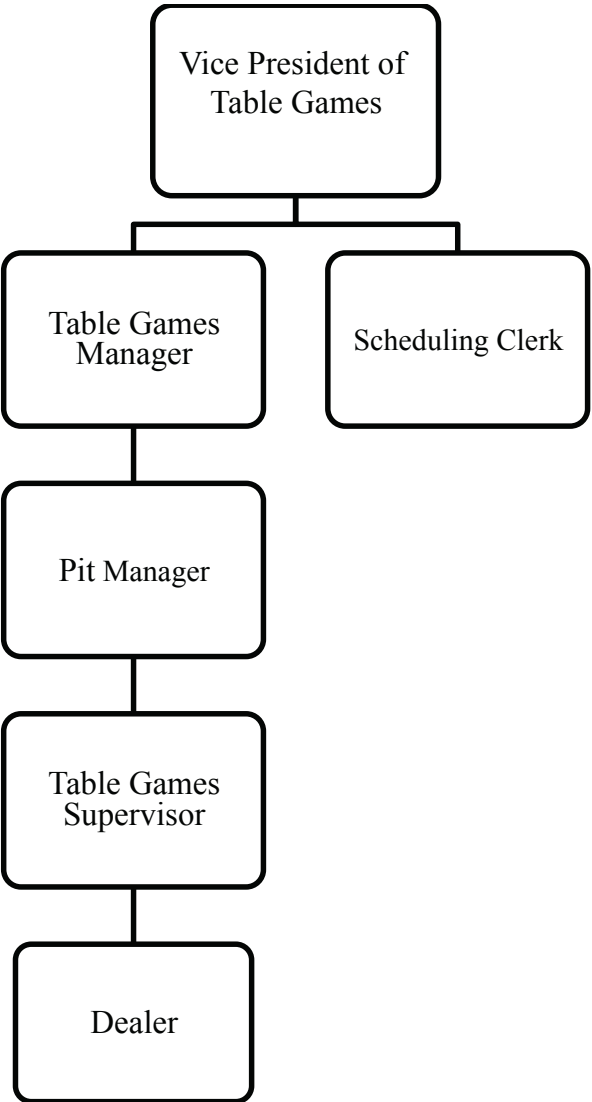 Vice President of
Table Games
Table Games
Manager
Scheduling Clerk
Pit Manager
Table Games
Supervisor
Dealer